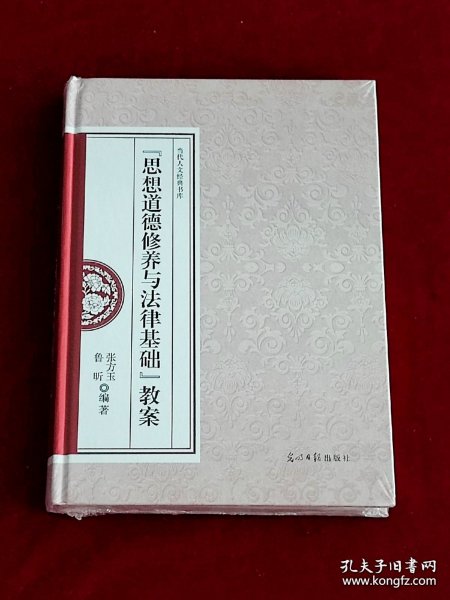 当代人文经典书库
『思想道德修养与法律基础』教案
张方玉
鲁昕◎编著
光明日报出版社
孔夫子旧书网
www.kongfz.com